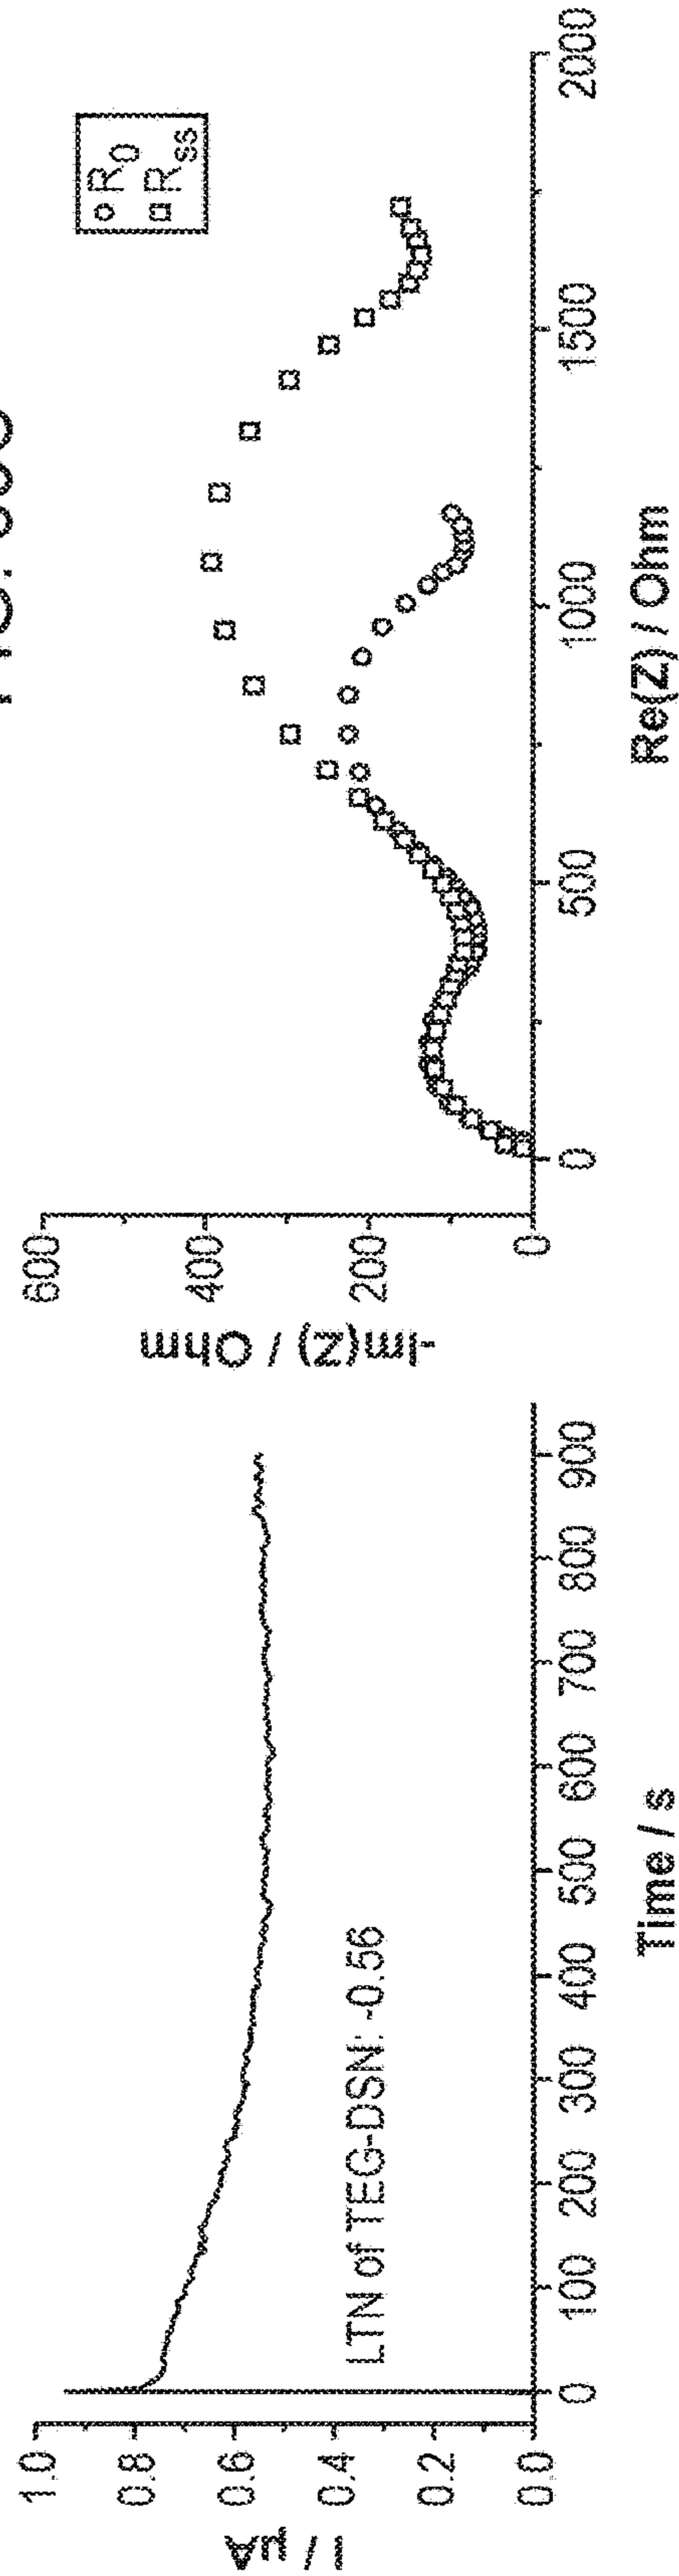 1.0
0.8
0.6
0.4
0.2
0.0
I / µA
LTN of TEG-DSN: -0.56
0 100 200 300 400 500 600 700 800 900
Time / s
600
400
200
0
-Im(Z) / Ohm
R0
Rss
0 500 1000 1500 2000
Re(Z) / Ohm